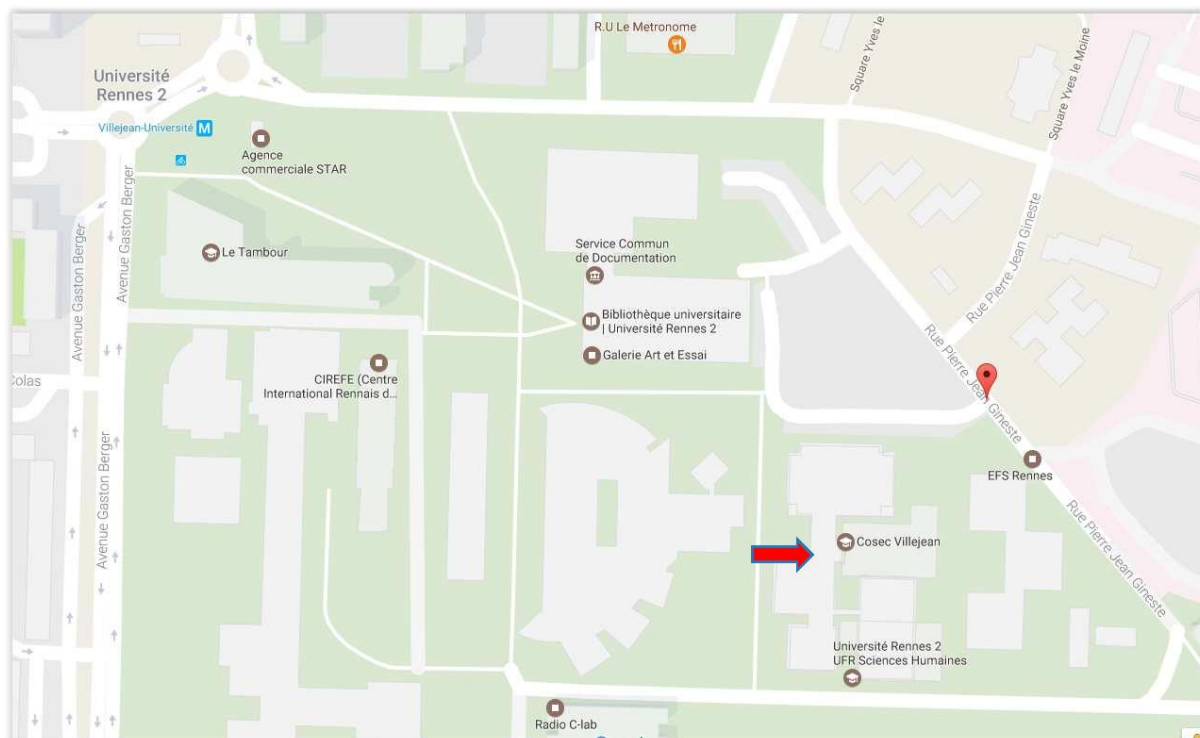 R.U Le Metronome
Square Yves le
Square Yves le Moine
Université
Rennes 2
Villejean-Université M
Agence
commerciale STAR
Avenue Gaston Berger
Avenue Gaston Berger
Le Tambour
Service Commun
de Documentation
Rue Pierre Jean Gineste
Bibliothèque universitaire
| Université Rennes 2
Galerie Art et Essai
Rue Pierre Jean Gineste
CIREFE (Centre
International Rennais d...
Colas
Avenue Gaston Berger
EFS Rennes
Rue Pierre Jean Gineste
Cosec Villejean
Université Rennes 2
UFR Sciences Humaines
Radio C-lab